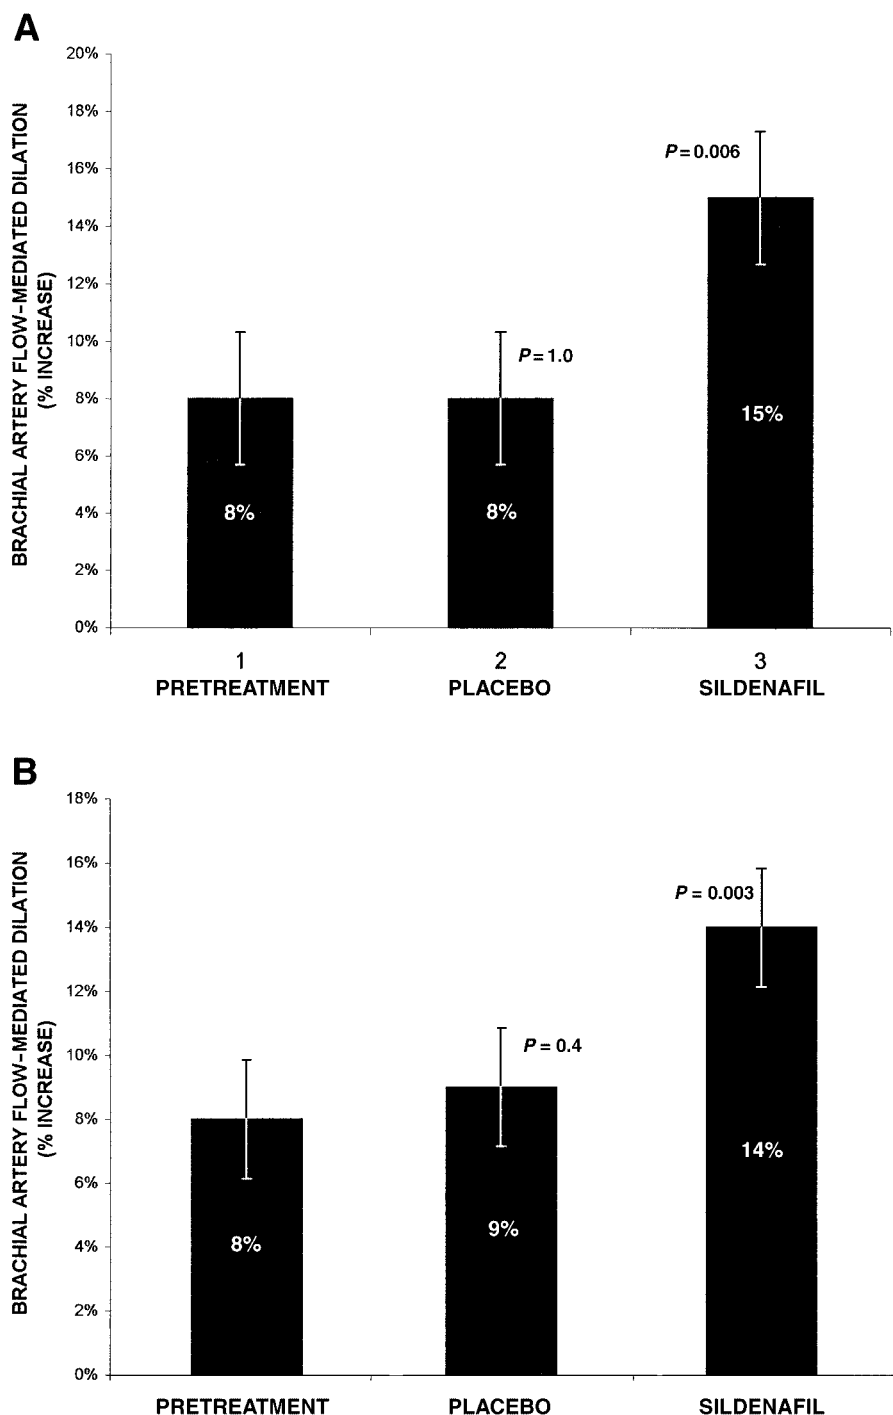 A
BRACHIAL ARTERY FLOW-MEDIATED DILATION
(% INCREASE)
20%
18%
16%
14%
12%
10%
8%
6%
4%
2%
0%
P=0.006
P=1.0
8%
8%
15%
1
2
3
PRETREATMENT
PLACEBO
SILDENAFIL
B
BRACHIAL ARTERY FLOW-MEDIATED DILATION
(% INCREASE)
18%
16%
14%
12%
10%
8%
6%
4%
2%
0%
P = 0.003
P = 0.4
8%
9%
14%
PRETREATMENT
PLACEBO
SILDENAFIL